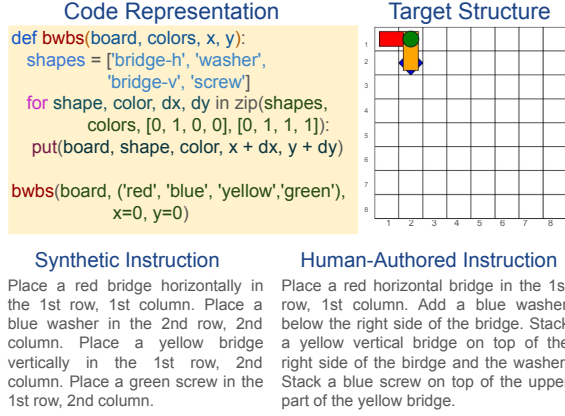 Code Representation
def bwbs(board, colors, x, y):
shapes = ['bridge-h', 'washer',
'bridge-v', 'screw']
for shape, color, dx, dy in zip(shapes,
colors, [0, 1, 0, 0], [0, 1, 1, 1]):
put(board, shape, color, x + dx, y + dy)
bwbs(board, ('red', 'blue', 'yellow','green'),
x=0, y=0)
Target Structure
1
2
3
4
5
6
7
8
1 2 3 4 5 6 7 8
Synthetic Instruction
Place a red bridge horizontally in
the 1st row, 1st column. Place a
blue washer in the 2nd row, 2nd
column. Place a yellow bridge
vertically in the 1st row, 2nd
column. Place a green screw in the
1st row, 2nd column.
Human-Authored Instruction
Place a red horizontal bridge in the 1s
row, 1st column. Add a blue washer
below the right side of the bridge. Stack
a yellow vertical bridge on top of the
right side of the birdge and the washer
Stack a blue screw on top of the upper
part of the yellow bridge.